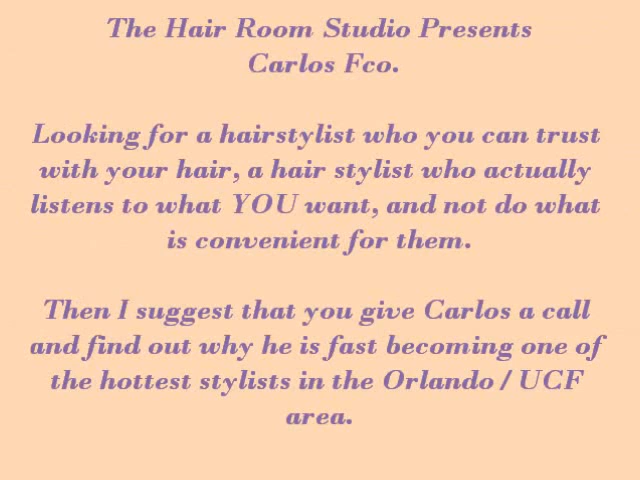 The Hair Room Studio Presents
Carlos Fco.
Looking for a hairstylist who you can trust
with your hair, a hair stylist who actually
listens to what YOU want, and not do what
is convenient for them.
Then I suggest that you give Carlos a call
and find out why he is fast becoming one of
the hottest stylists in the Orlando / UCF
area.